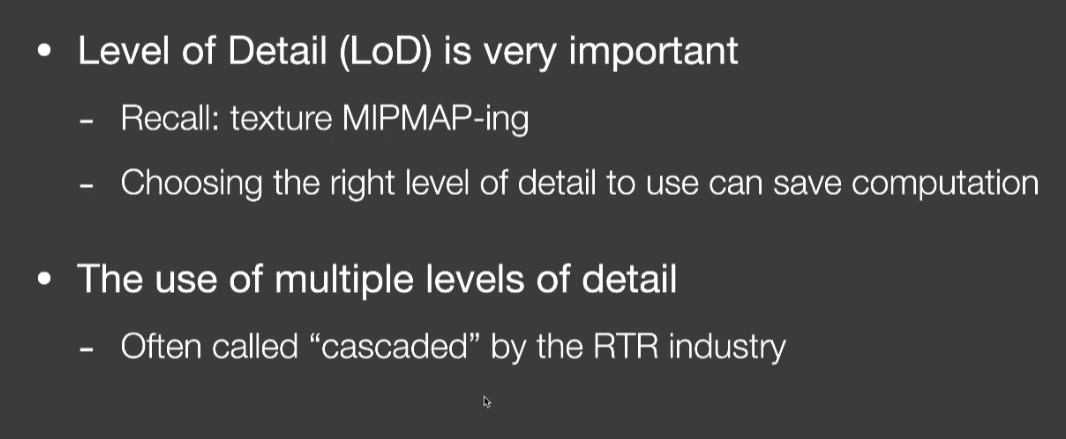 • Level of Detail (LoD) is very important
- Recall: texture MIPMAP-ing
- Choosing the right level of detail to use can save computation
• The use of multiple levels of detail
- Often called “cascaded” by the RTR industry